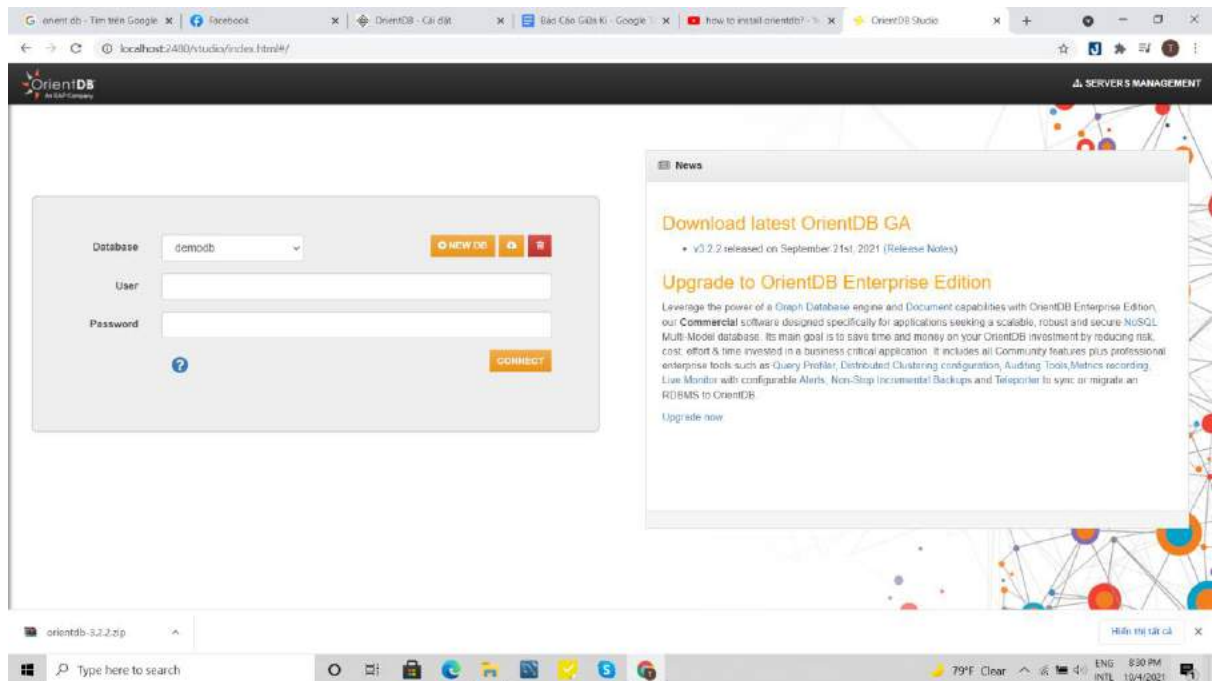 orient db - Tìm trên Google
Facebook
OrientDB - Cài đặt
Báo Cáo Giữa Kì - Google
how to install orientdb? -
OrientDB Studio
localhost:2480/studio/index.html#/
OrientDB
An SAP Company
SERVERS MANAGEMENT
Database
demodb
NEW DB
User
Password
CONNECT
News
Download latest OrientDB GA
v3.2.2 released on September 21st, 2021 (Release Notes)
Upgrade to OrientDB Enterprise Edition
Leverage the power of a Graph Database engine and Document capabilities with OrientDB Enterprise Edition,
our Commercial software designed specifically for applications seeking a scalable, robust and secure NoSQL
Multi-Model database. Its main goal is to save time and money on your OrientDB investment by reducing risk,
cost, effort & time invested in a business critical application. It includes all Community features plus professional
enterprise tools such as Query Profiler, Distributed Clustering configuration, Auditing Tools,Metrics recording,
Live Monitor with configurable Alerts, Non-Stop Incremental Backups and Teleporter to sync or migrate an
RDBMS to OrientDB.
Upgrade now
orientdb-3.2.2.zip
Hiển thị tất cả
Type here to search
79°F Clear
ENG
INTL
8:30 PM
10/4/2021